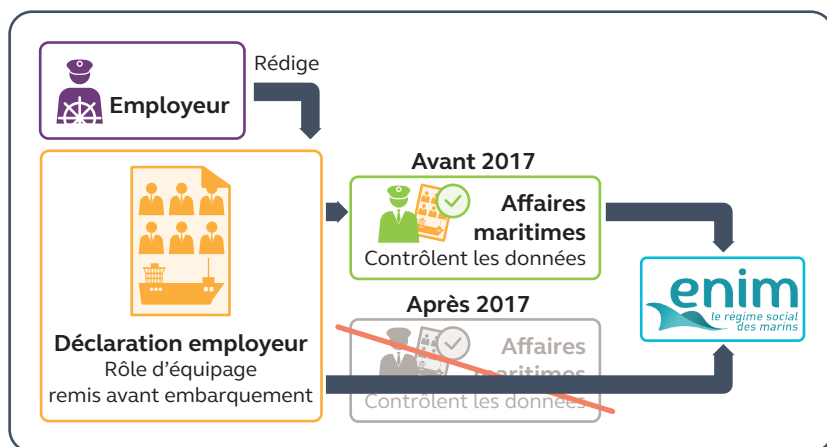 Rédige
Employeur
Avant 2017
Affaires
maritimes
Contrôlent les données
enim
le régime social
des marins
Après 2017
Affaires
maritimes
Contrôlent les données
Déclaration employeur
Rôle d’équipage
remis avant embarquement